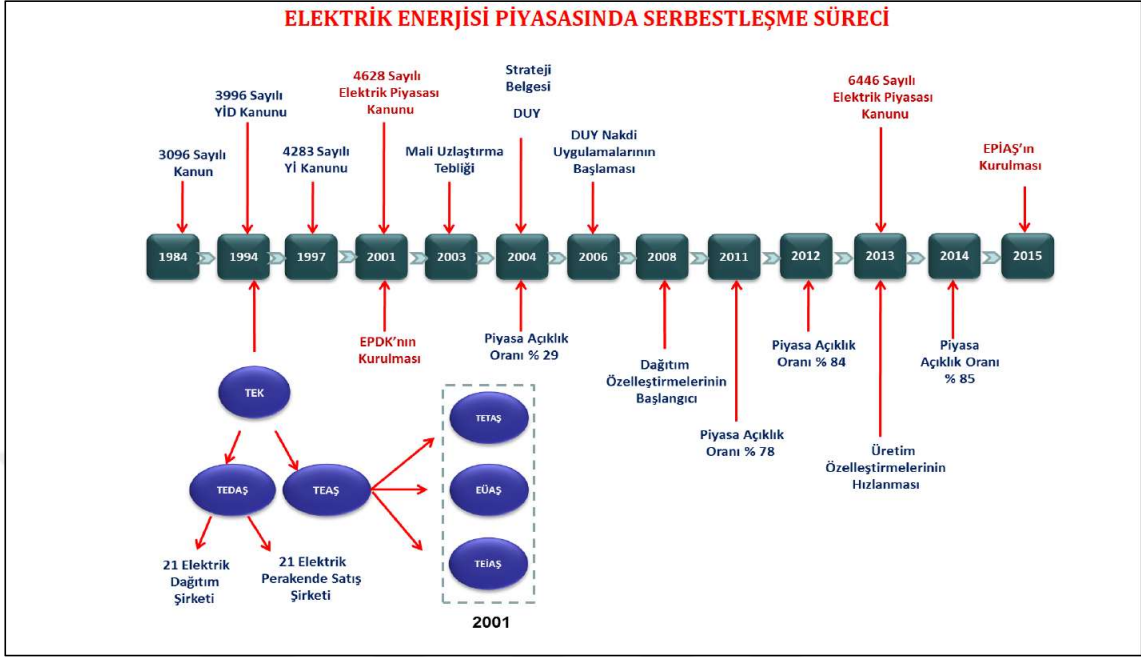 ELEKTRİK ENERJİSİ PİYASASINDA SERBESTLEŞME SÜRECİ
3096 Sayılı
Kanun
3996 Sayılı
YİD Kanunu
4283 Sayılı
Yİ Kanunu
4628 Sayılı
Elektrik Piyasası
Kanunu
Mali Uzlaştırma
Tebliği
Strateji
Belgesi
DUY
DUY Nakdi
Uygulamalarının
Başlaması
6446 Sayılı
Elektrik Piyasası
Kanunu
EPİAŞ’ın
Kurulması
1984
1994
1997
2001
2003
2004
2006
2008
2011
2012
2013
2014
2015
EPDK’nın
Kurulması
Piyasa Açıklık
Oranı % 29
Dağıtım
Özelleştirmelerinin
Başlangıcı
Piyasa Açıklık
Oranı % 78
Piyasa Açıklık
Oranı % 84
Üretim
Özelleştirmelerinin
Hızlanması
Piyasa
Açıklık Oranı
% 85
TEK
TEDAŞ
TEAŞ
TETAŞ
EÜAŞ
TEİAŞ
21 Elektrik
Dağıtım
Şirketi
21 Elektrik
Perakende Satış
Şirketi
2001